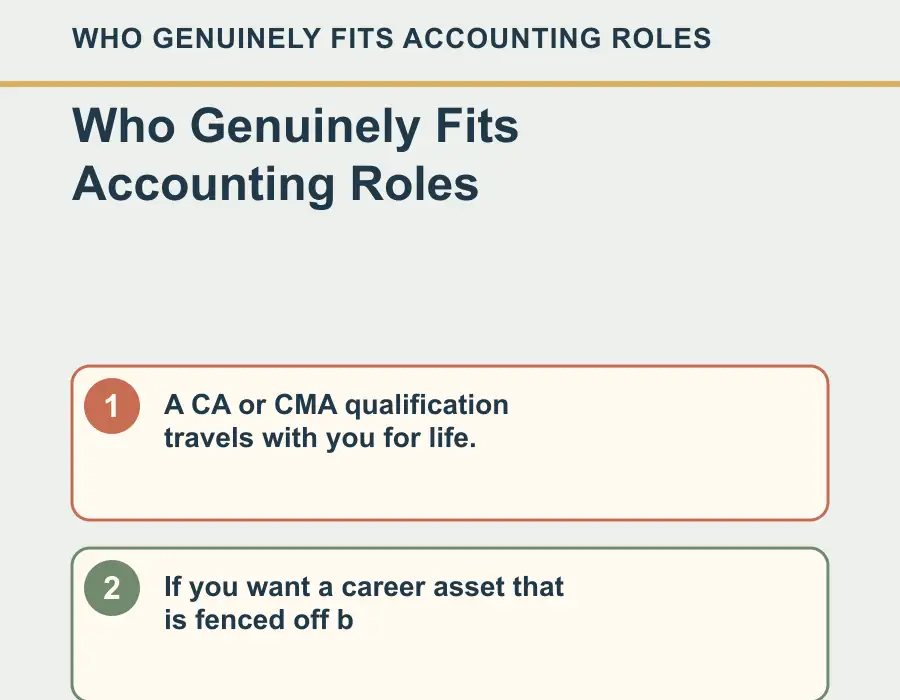 WHO GENUINELY FITS ACCOUNTING ROLES
Who Genuinely Fits
Accounting Roles
1
A CA or CMA qualification
travels with you for life.
2
If you want a career asset that
is fenced off b